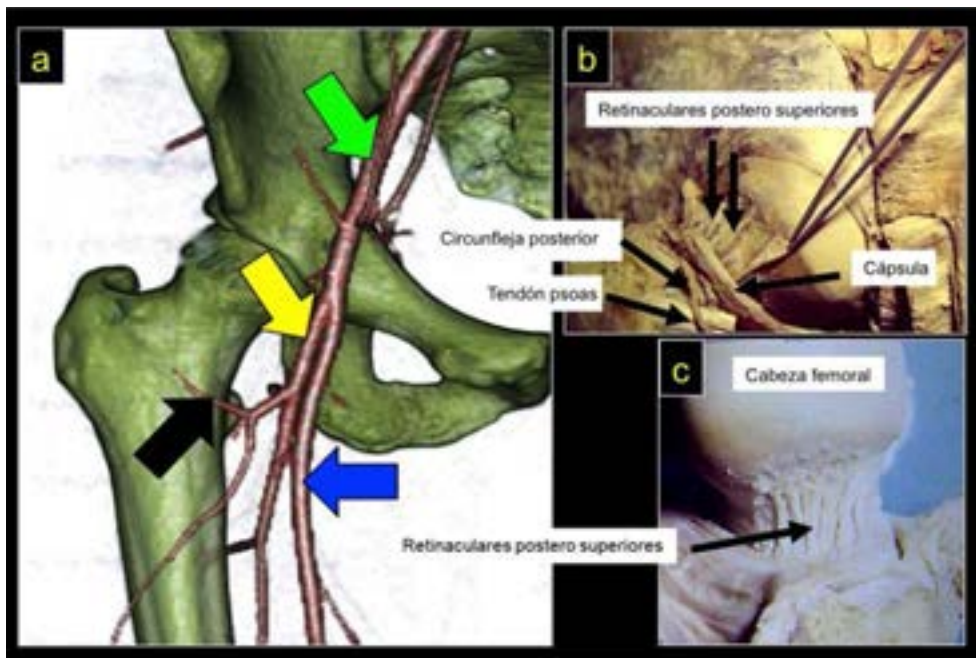 a
b
Retinaculares postero superiores
Circunfleja posterior
Cápsula
Tendón psoas
c
Cabeza femoral
Retinaculares postero superiores